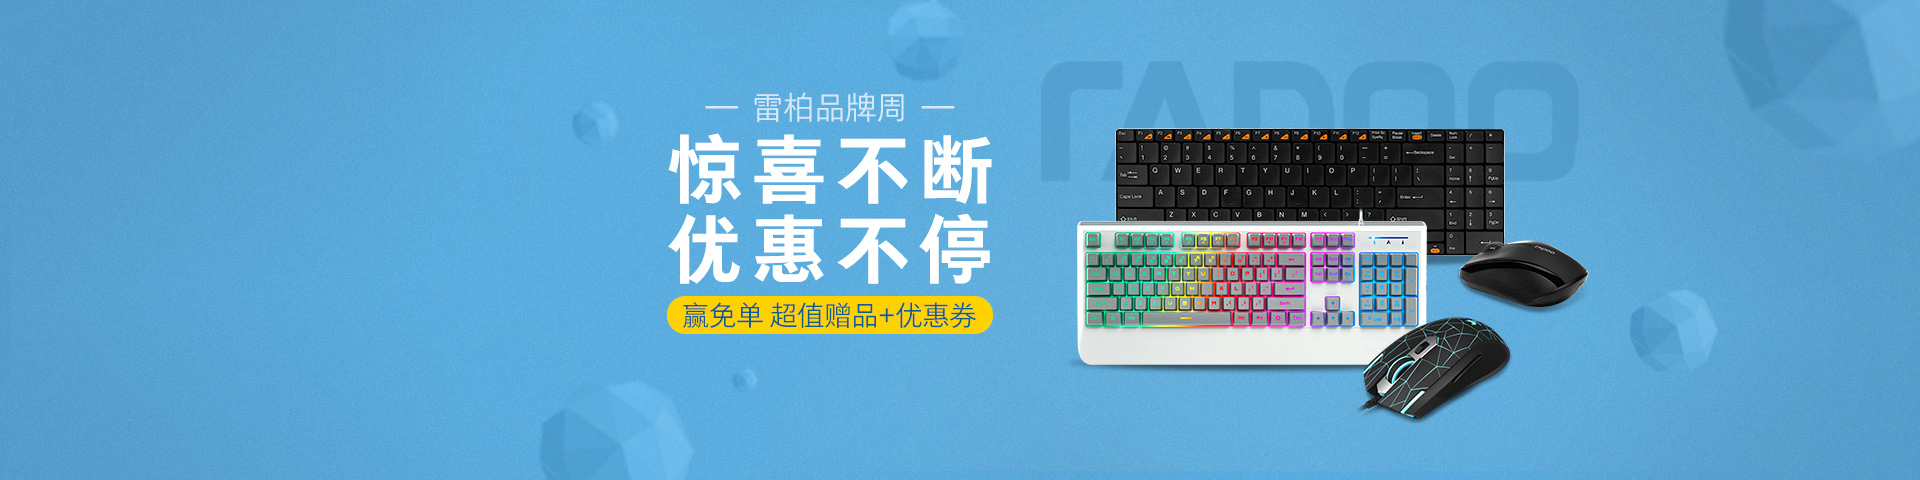 雷柏品牌周
惊喜不断
优惠不停
赢免单 超值赠品+优惠券
rapoo